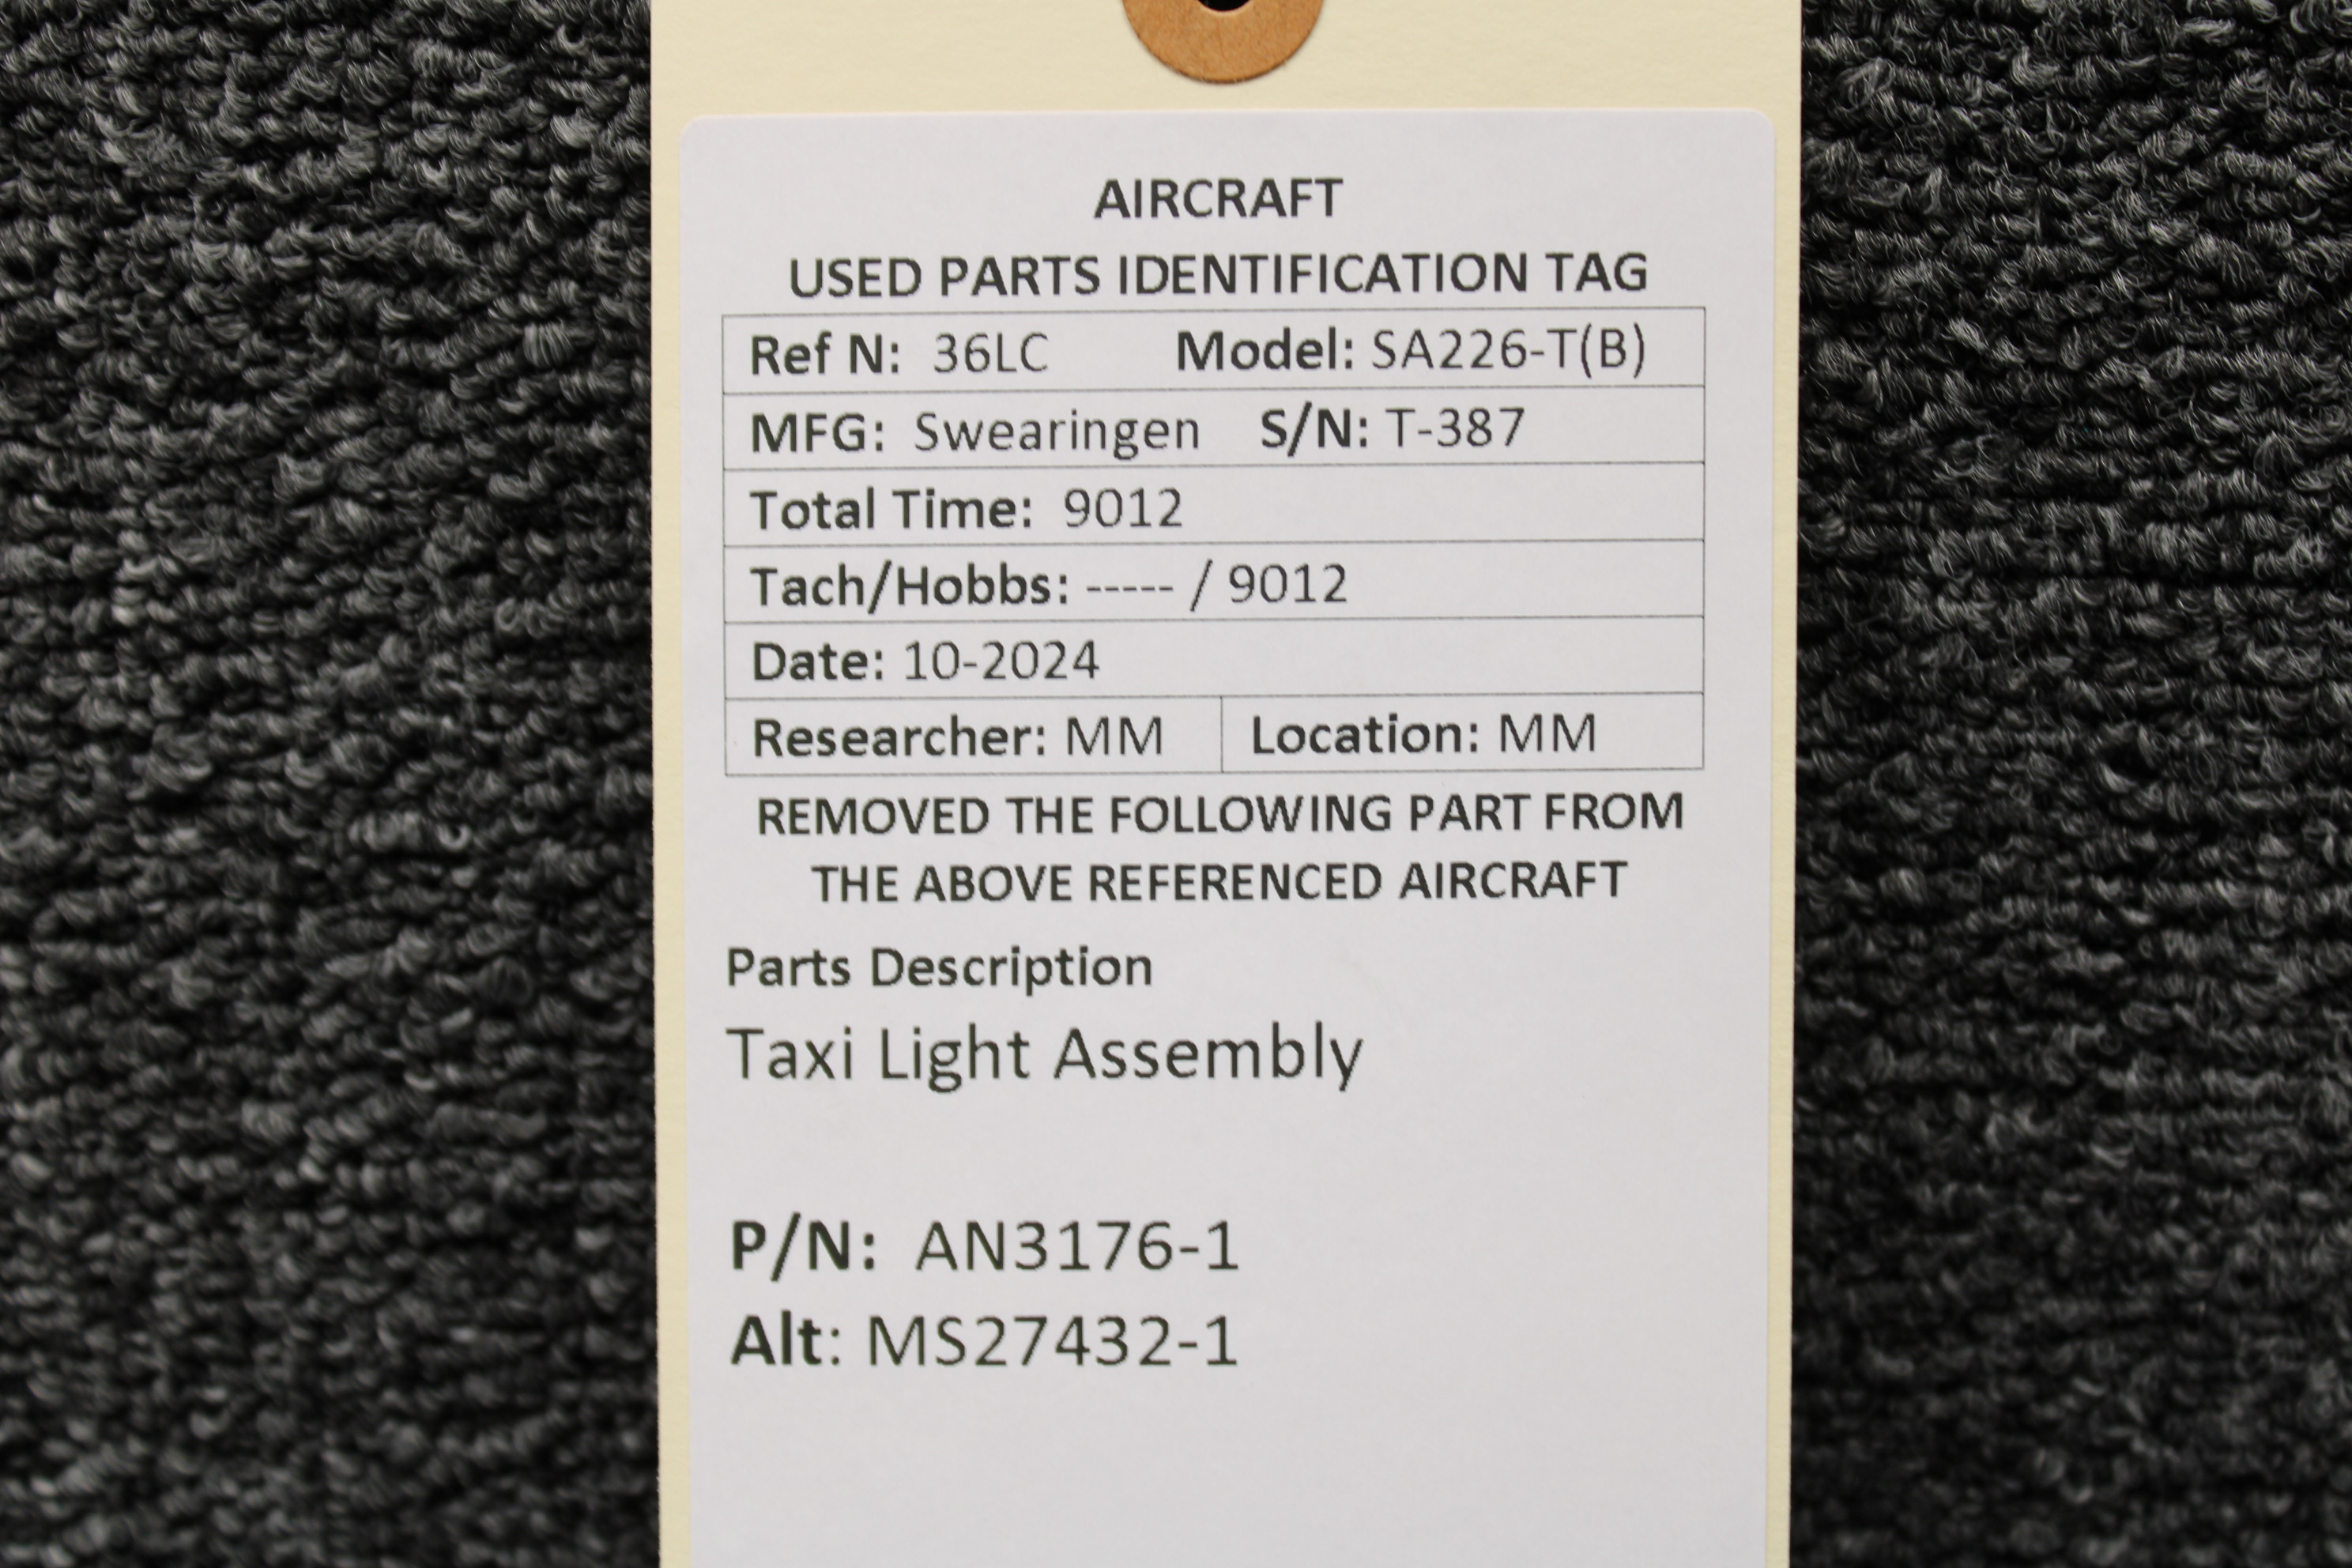 AIRCRAFT
USED PARTS IDENTIFICATION TAG
Ref N: 36LC Model: SA226-T(B)
MFG: Swearingen S/N: T-387
Total Time: 9012
Tach/Hobbs: ----- / 9012
Date: 10-2024
Researcher: MM Location: MM
REMOVED THE FOLLOWING PART FROM
THE ABOVE REFERENCED AIRCRAFT
Parts Description
Taxi Light Assembly
P/N: AN3176-1
Alt: MS27432-1